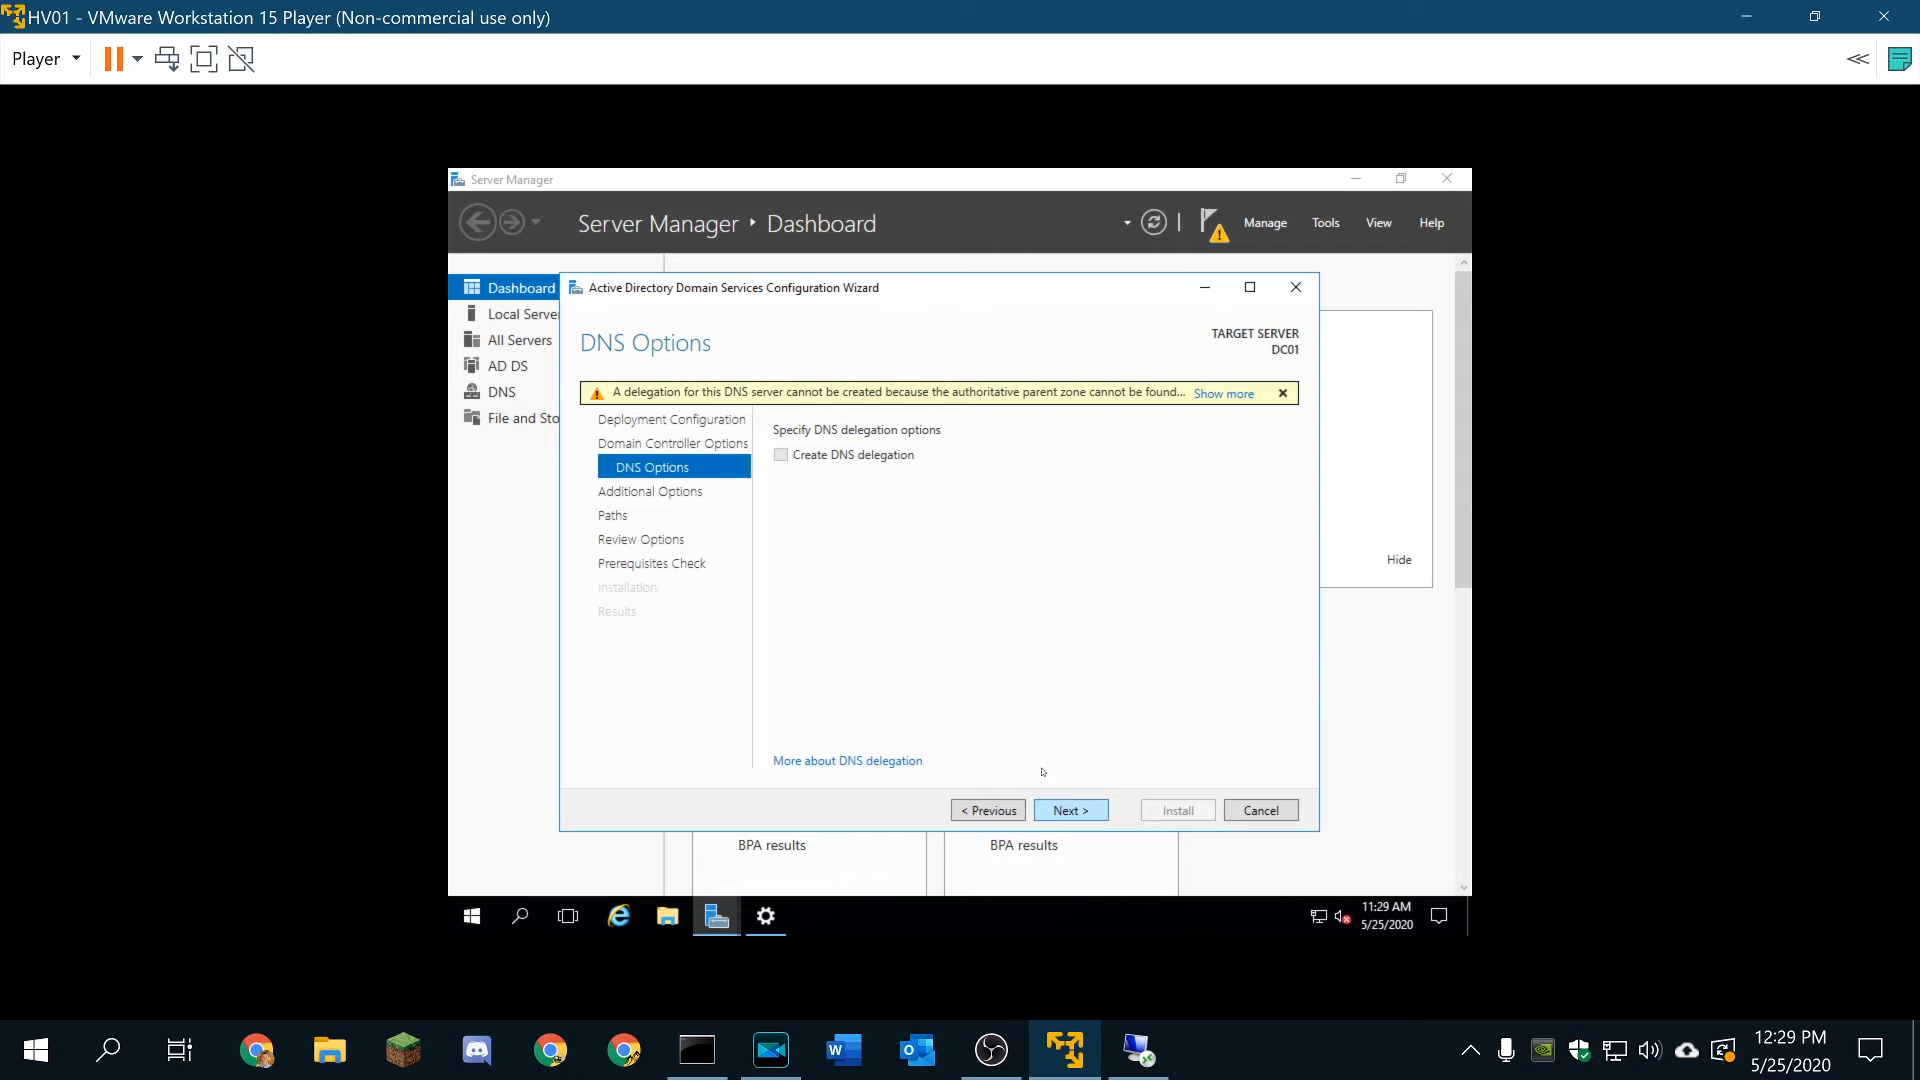 HV01 - VMware Workstation 15 Player (Non-commercial use only)
Player
Server Manager
Server Manager ‣ Dashboard
Manage Tools View Help
Dashboard
Local Serve
All Servers
AD DS
DNS
File and Sto
Active Directory Domain Services Configuration Wizard
DNS Options
TARGET SERVER
DC01
A delegation for this DNS server cannot be created because the authoritative parent zone cannot be found... Show more
Deployment Configuration
Domain Controller Options
DNS Options
Additional Options
Paths
Review Options
Prerequisites Check
Installation
Results
Specify DNS delegation options
Create DNS delegation
More about DNS delegation
Hide
< Previous Next > Install Cancel
BPA results BPA results
11:29 AM
5/25/2020
12:29 PM
5/25/2020